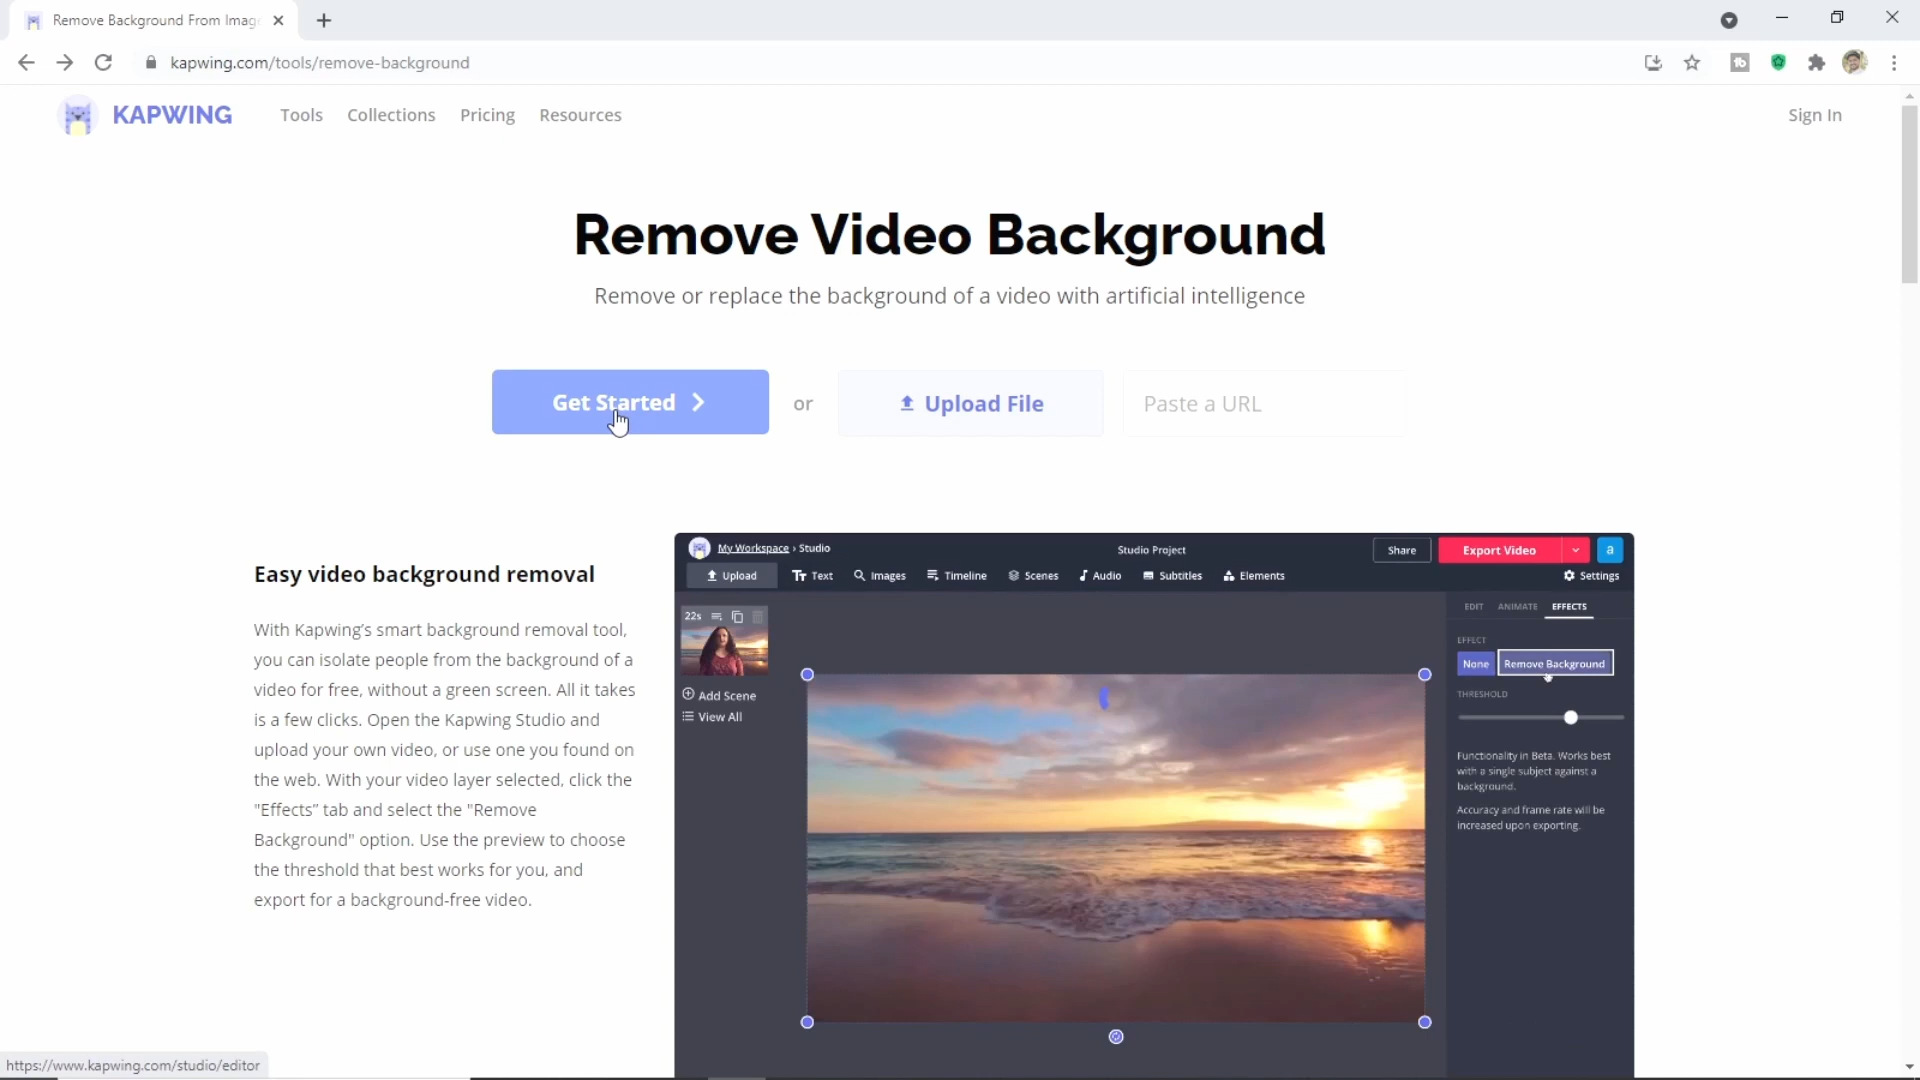 Remove Background From Imag
kapwing.com/tools/remove-background
KAPWING
Tools
Collections
Pricing
Resources
Sign In
Remove Video Background
Remove or replace the background of a video with artificial intelligence
Get Started
or
Upload File
Paste a URL
Easy video background removal
With Kapwing’s smart background removal tool,
you can isolate people from the background of a
video for free, without a green screen. All it takes
is a few clicks. Open the Kapwing Studio and
upload your own video, or use one you found on
the web. With your video layer selected, click the
"Effects” tab and select the "Remove
Background" option. Use the preview to choose
the threshold that best works for you, and
export for a background-free video.
My Workspace › Studio
Studio Project
Share
Export Video
a
Upload
Text
Images
Timeline
Scenes
Audio
Subtitles
Elements
Settings
22s
Add Scene
View All
EDIT
ANIMATE
EFFECTS
EFFECT
None
Remove Background
THRESHOLD
Functionality in Beta. Works best
with a single subject against a
background.
Accuracy and frame rate will be
increased upon exporting.
https://www.kapwing.com/studio/editor